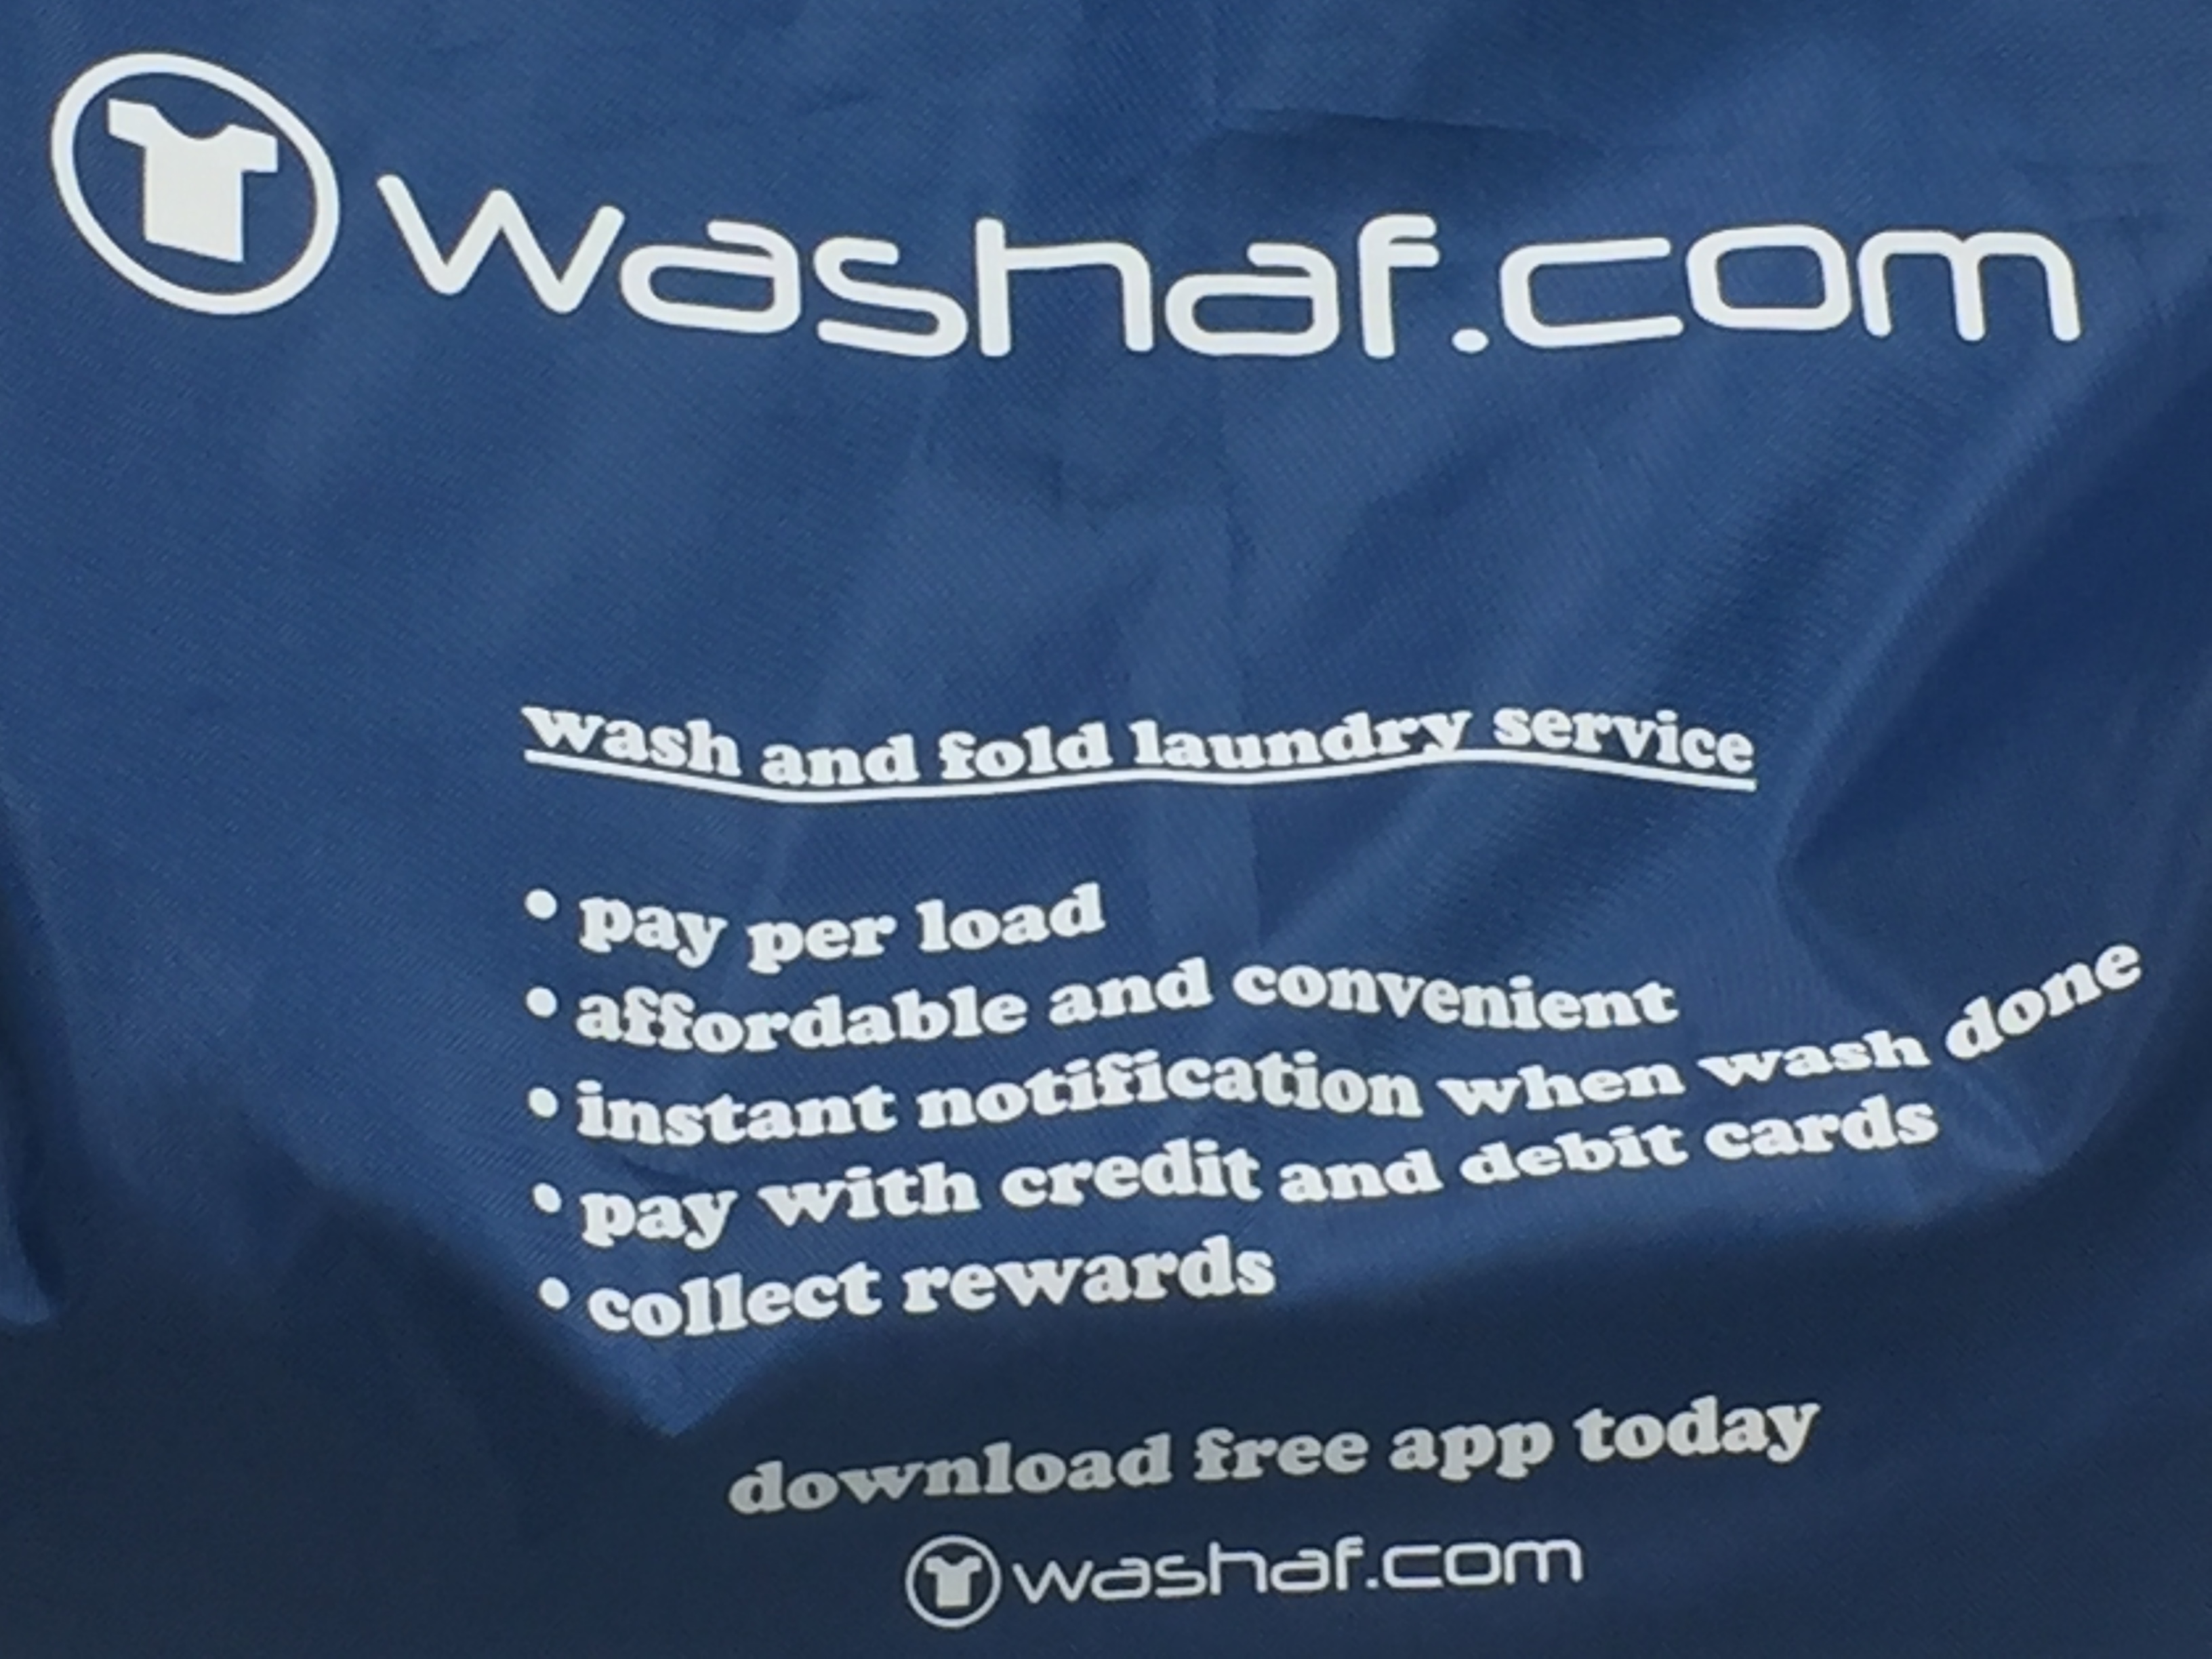 washaf.com
wash and fold laundry service
• pay per load
• affordable and convenient
• instant notification when wash done
• pay with credit and debit cards
• collect rewards
download free app today
washaf.com